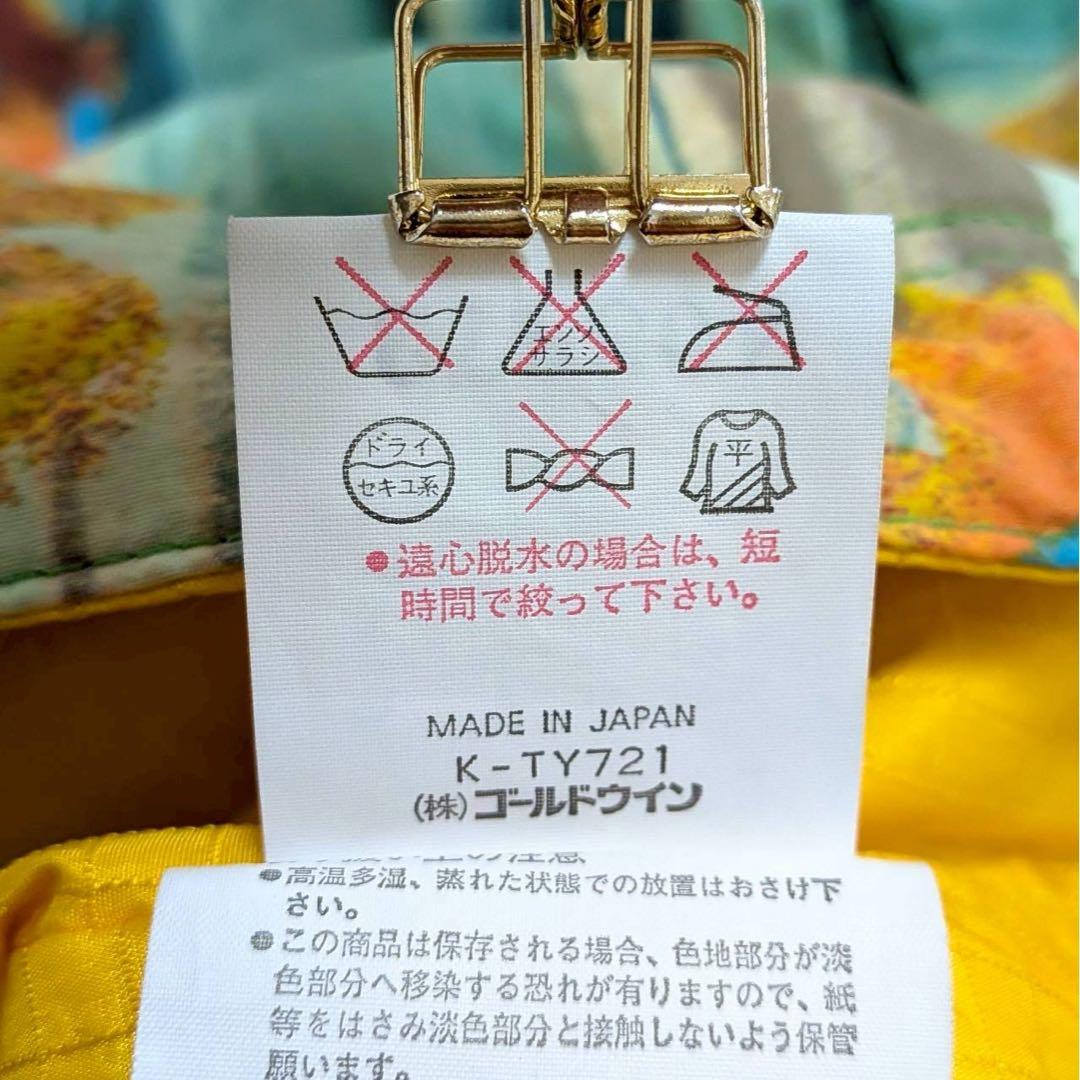 エンソ
サラシ
ドライ
セキユ系
平
●遠心脱水の場合は、短
時間で絞って下さい。
MADE IN JAPAN
K-TY721
(株)ゴールドウイン
の注意
●高温多湿、蒸れた状態での放置はおさけ下
さい。
●この商品は保存される場合、色地部分が淡
色部分へ移染する恐れが有りますので、紙
等をはさみ淡色部分と接触しないよう保管
願います。